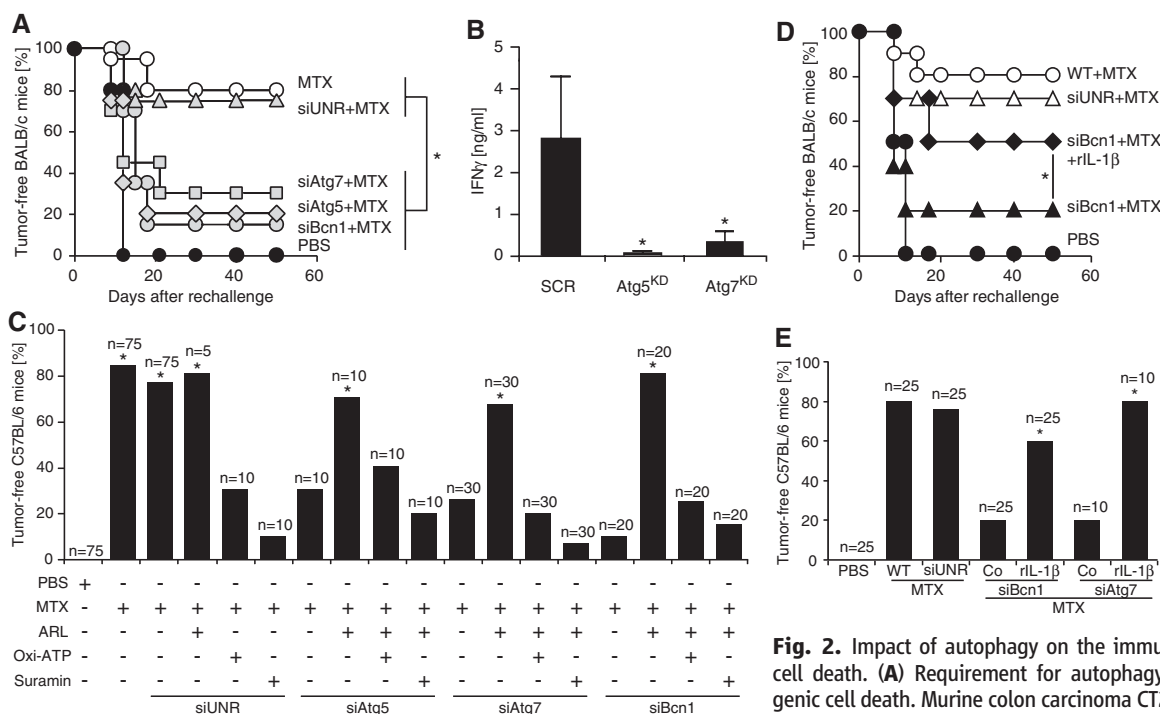 A
Tumor-free BALB/c mice [%]
100
80
60
40
20
0
0 20 40 60
Days after rechallenge
MTX
siUNR+MTX
*
siAtg7+MTX
siAtg5+MTX
siBcn1+MTX
PBS
B
IFNγ [ng/ml]
5
4
3
2
1
0
* *
SCR Atg5KD Atg7KD
D
Tumor-free BALB/c mice [%]
100
80
60
40
20
0
0 20 40 60
Days after rechallenge
WT+MTX
siUNR+MTX
siBcn1+MTX
+rIL-1β
*
siBcn1+MTX
PBS
C
Tumor-free C57BL/6 mice [%]
100
80
60
40
20
0
n=75 n=75 n=75 n=5 n=10 n=10 n=10 n=10 n=10 n=10 n=30 n=30 n=20 n=30 n=20 n=20 n=20 n=20
* * * * * *
PBS + - - - - - - - - - - - - - - - - -
MTX - + + + + + + + + + + + + + + + + +
ARL - - - + - - - + + + - + + + - + + +
Oxi-ATP - - - - + - - - + - - - + - - - + -
Suramin - - - - - + - - - + - - - + - - - +
siUNR siAtg5 siAtg7 siBcn1
E
Tumor-free C57BL/6 mice [%]
100
80
60
40
20
0
n=25 n=25 n=25 n=25 n=25 n=10 n=10
* *
PBS WT siUNR Co rIL-1β Co rIL-1β
MTX siBcn1 siAtg7
MTX
Fig. 2. Impact of autophagy on the immu
cell death. (A) Requirement for autophagy
genic cell death. Murine colon carcinoma CT